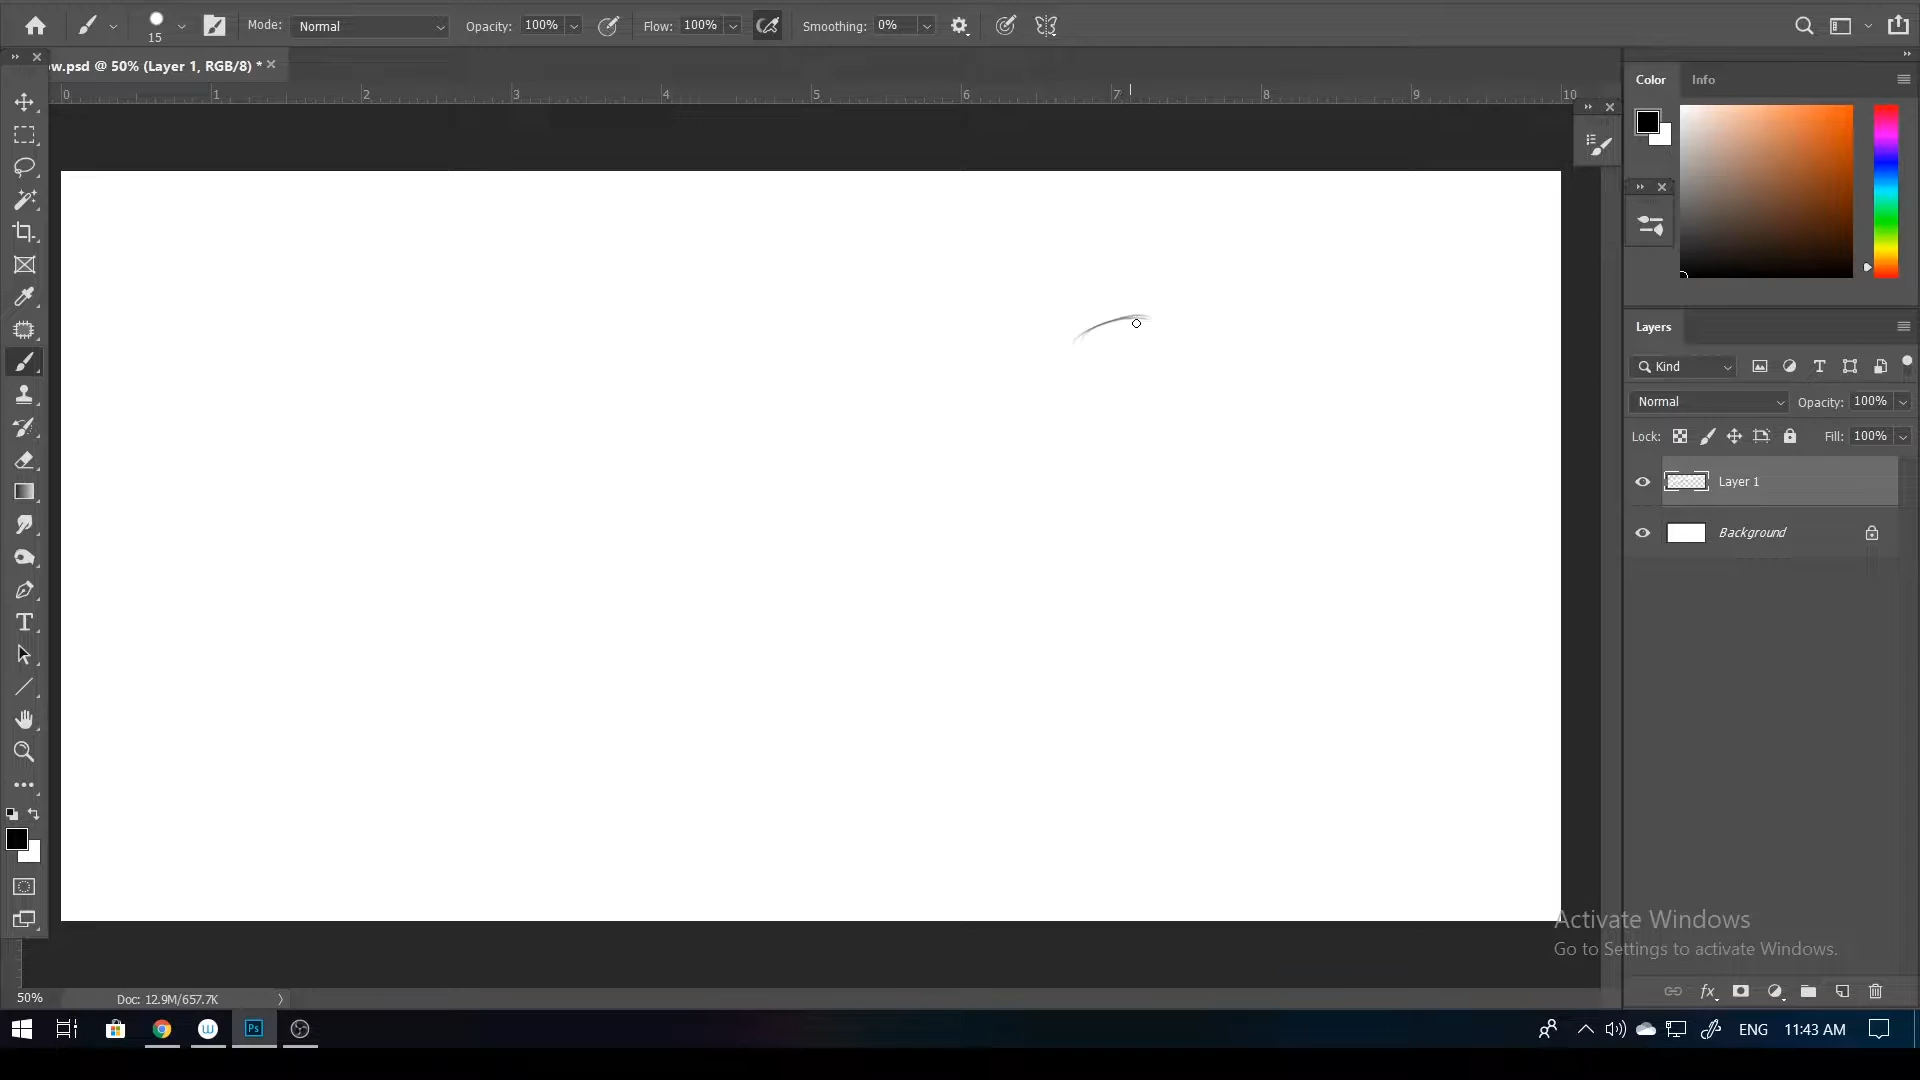 15
Mode: Normal
Opacity: 100%
Flow: 100%
Smoothing: 0%
ow.psd @ 50% (Layer 1, RGB/8) *
0 1 2 3 4 5 6 7 8 9 10
Color Info
Layers
Kind
Normal
Opacity: 100%
Lock:
Fill: 100%
Layer 1
Background
Activate Windows
Go to Settings to activate Windows.
50%
Doc: 12.9M/657.7K
W
Ps
ENG
11:43 AM